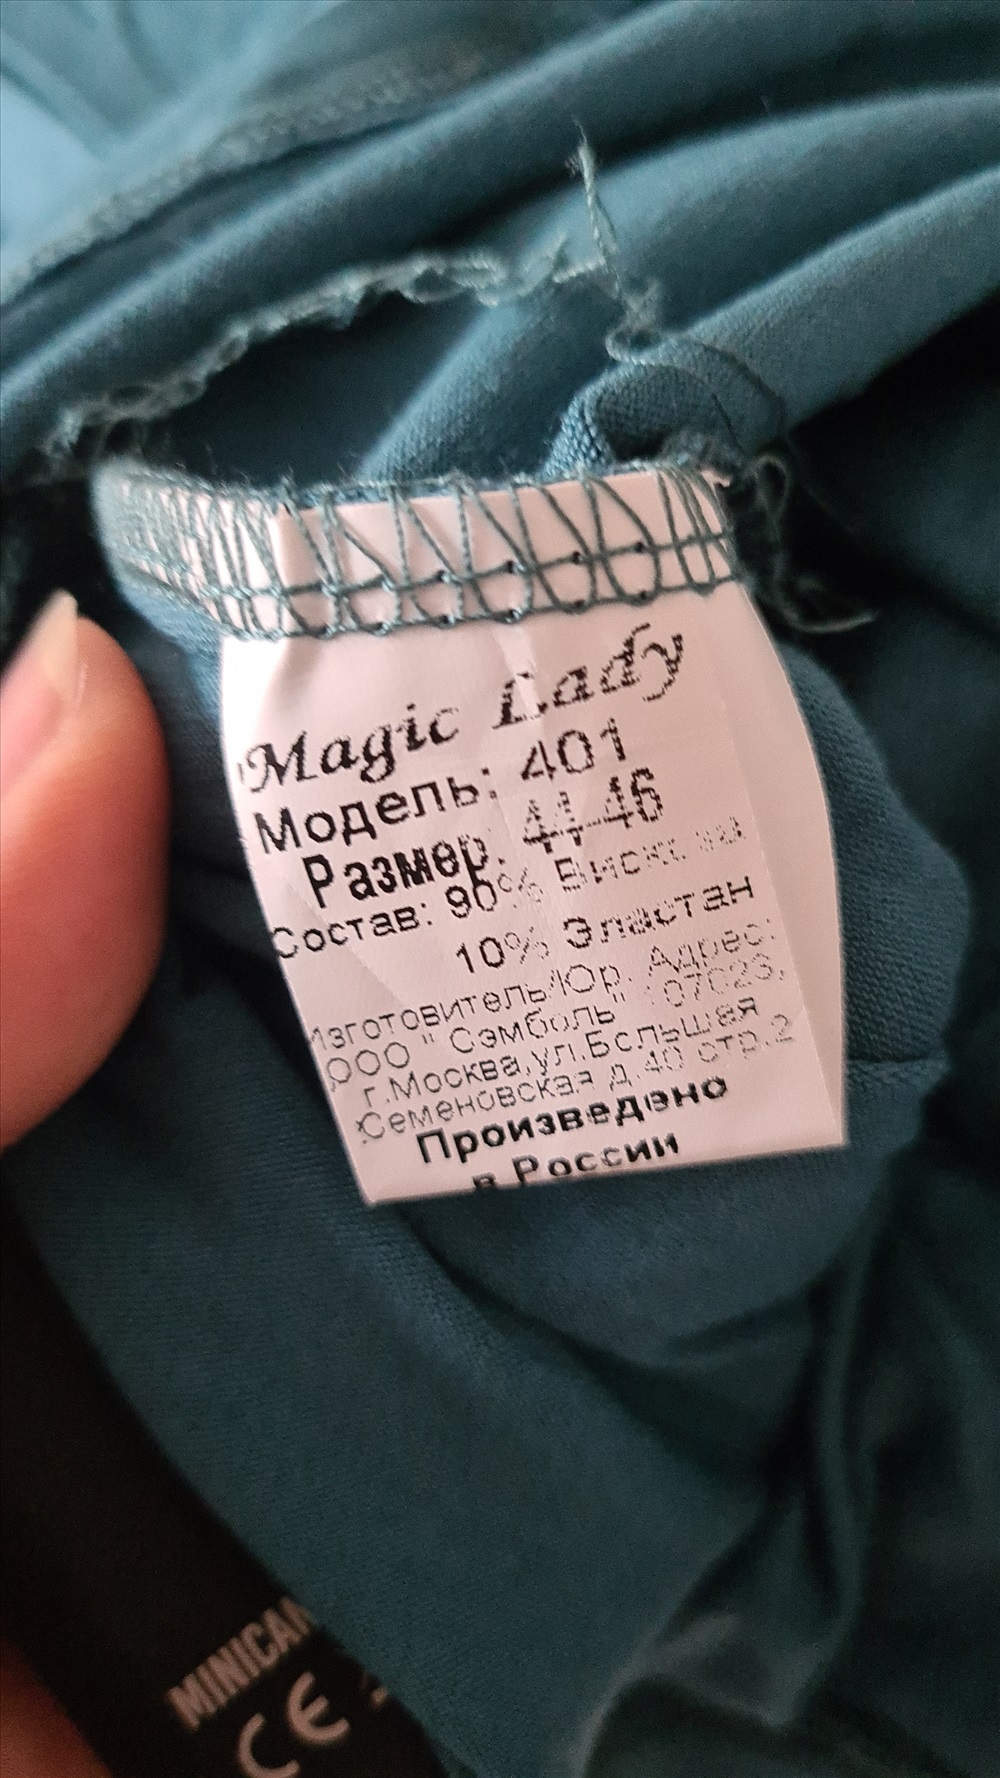 Magic Lady
Модель: 401
Размер: 44-46
Состав: 90% Вискоза
10% Эластан
Изготовитель/Юр. Адрес:
ООО "Сэмболь" 107023,
г.Москва,ул.Большая
Семеновская д.40 стр.2
Произведено
в России
MINICAM
CE